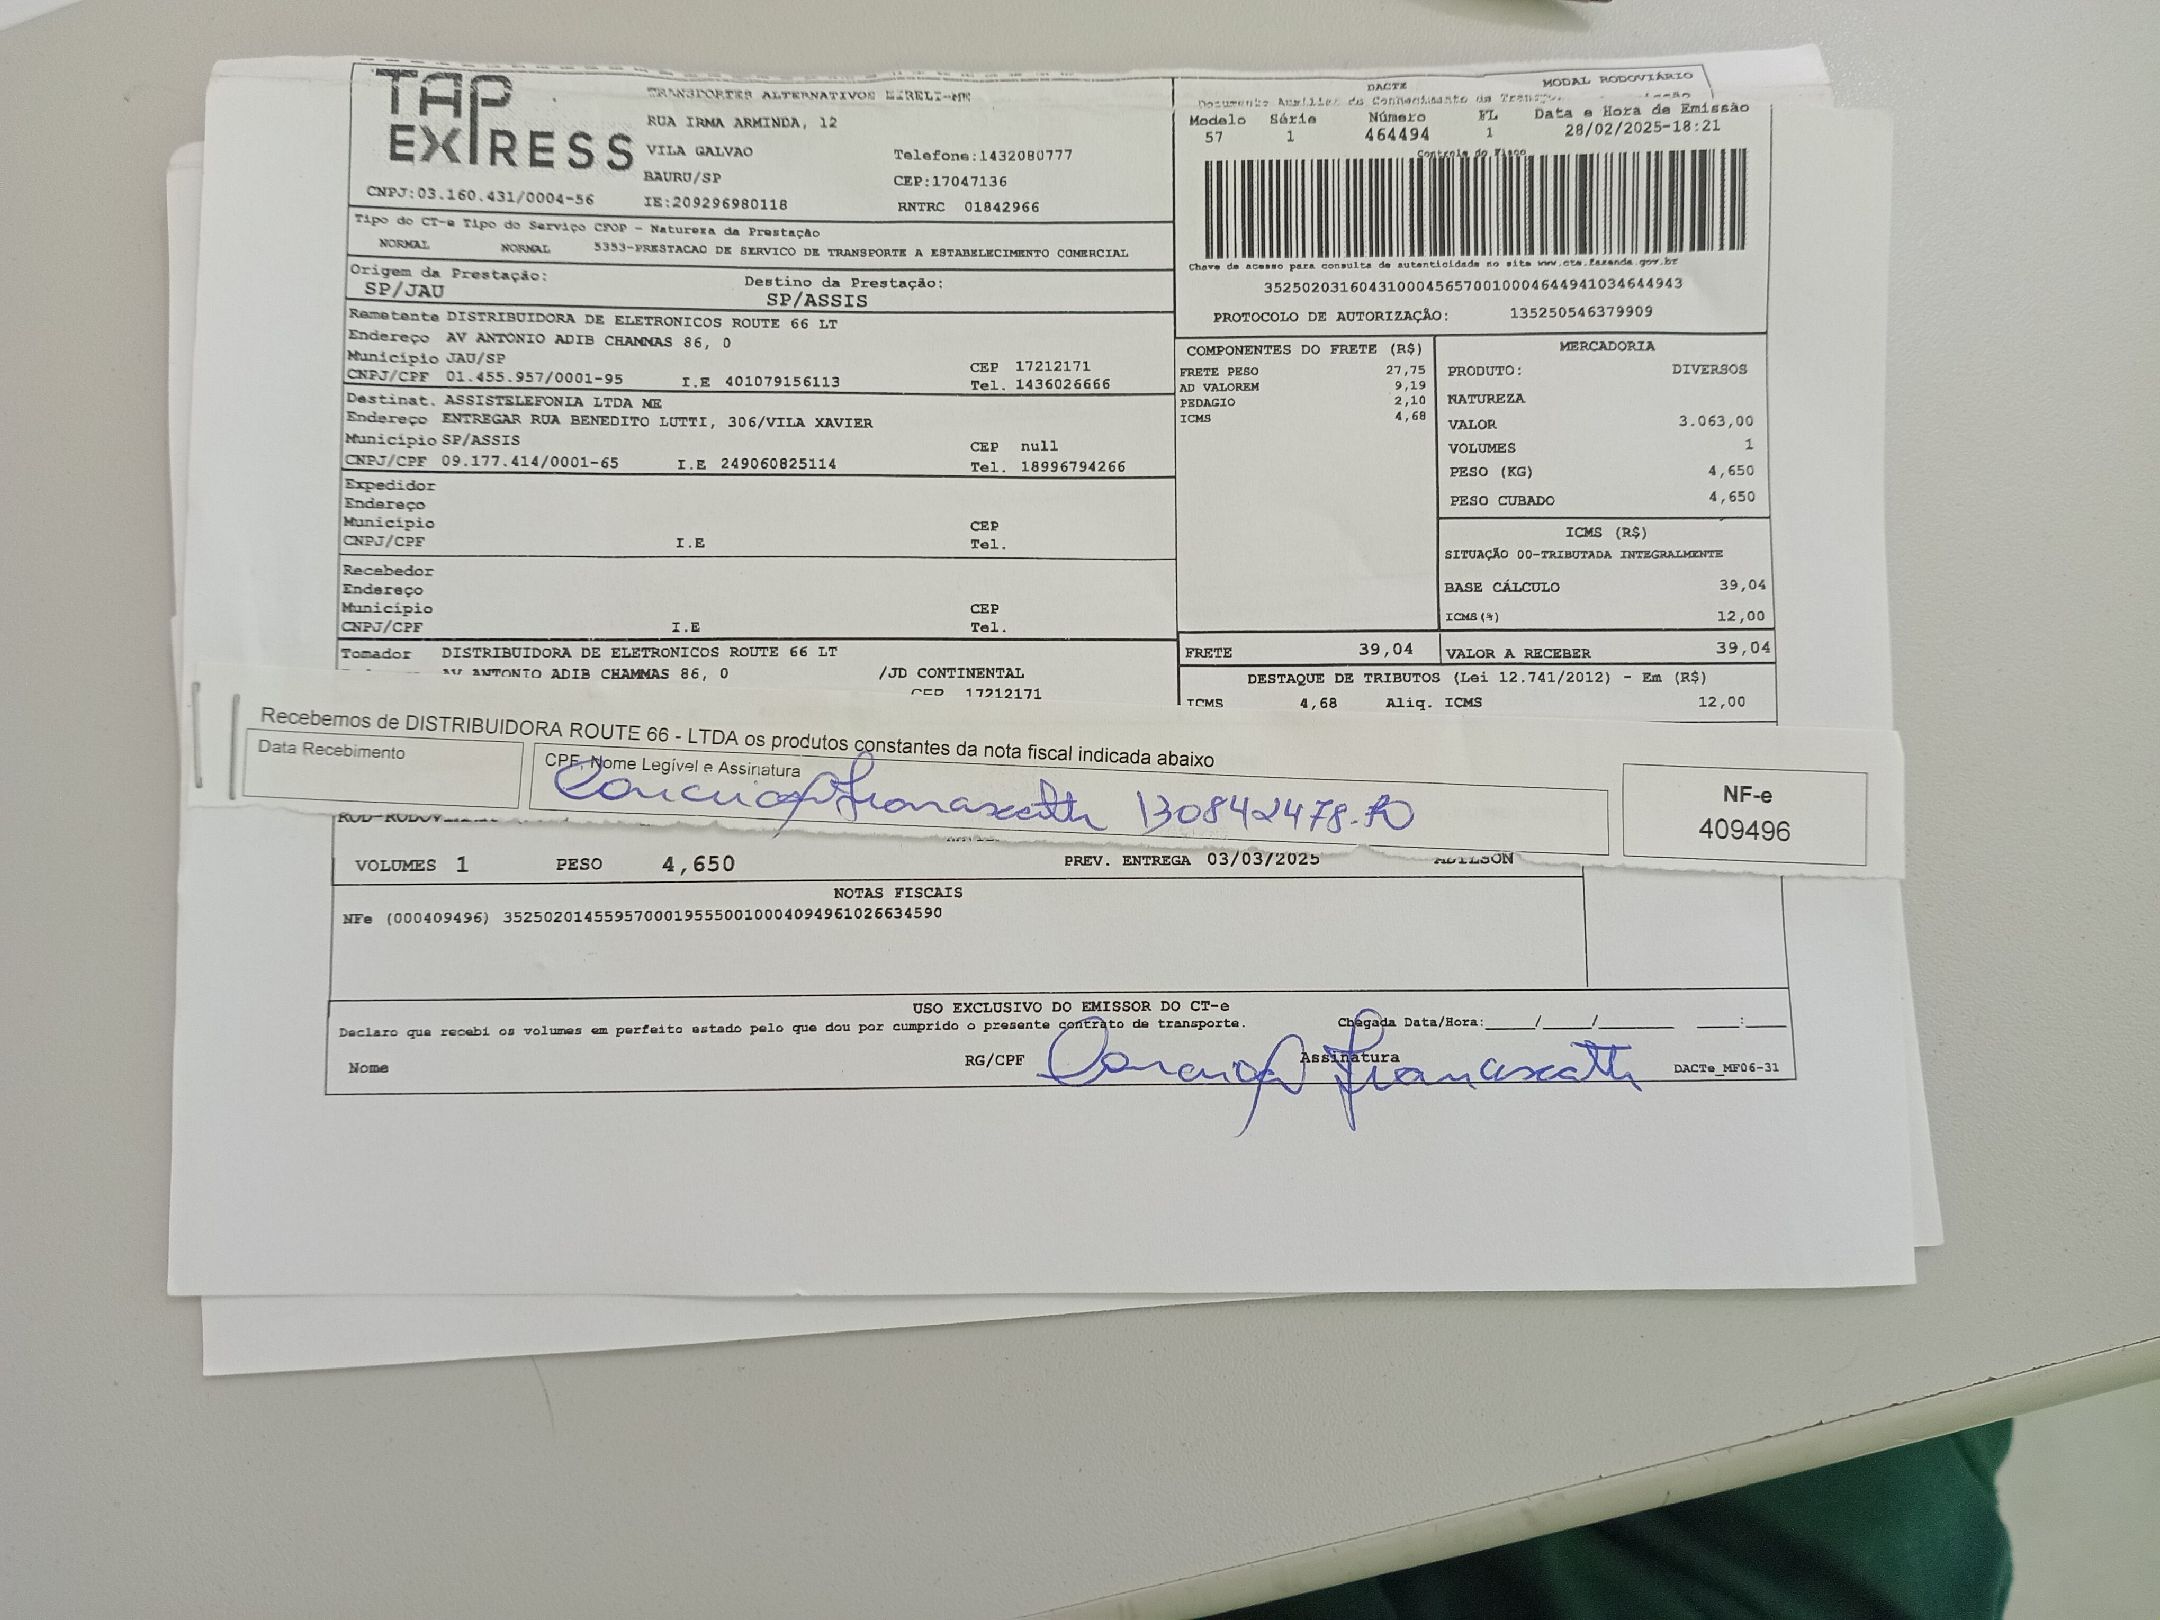 TAP EXPRESS
TRANSPORTES ALTERNATIVOS EIRELI-ME
RUA IRMA ARMINDA, 12
VILA GALVAO Telefone:1432080777
BAURU/SP CEP:17047136
CNPJ:03.160.431/0004-56 IE:209296980118 RNTRC 01842966
DACTE MODAL RODOVIÁRIO
Documento Auxiliar do Conhecimento de
Modelo Série Número FL Data e Hora de Emissão
57 1 464494 1 28/02/2025-18:21
Controle do Fisco
Chave de acesso para consulta de autenticidade no site www.cte.fazenda.gov.br
35250203160431000456570010004644941034644943
PROTOCOLO DE AUTORIZAÇÃO: 135250546379909
Tipo do CT-e Tipo do Serviço CFOP - Natureza da Prestação
NORMAL NORMAL 5353-PRESTACAO DE SERVICO DE TRANSPORTE A ESTABELECIMENTO COMERCIAL
Origem da Prestação: Destino da Prestação:
SP/JAU SP/ASSIS
Remetente DISTRIBUIDORA DE ELETRONICOS ROUTE 66 LT
Endereço AV ANTONIO ADIB CHAMMAS 86, 0
Município JAU/SP CEP 17212171
CNPJ/CPF 01.455.957/0001-95 I.E 401079156113 Tel. 1436026666
Destinat. ASSISTELEFONIA LTDA ME
Endereço ENTREGAR RUA BENEDITO LUTTI, 306/VILA XAVIER
Município SP/ASSIS CEP null
CNPJ/CPF 09.177.414/0001-65 I.E 249060825114 Tel. 18996794266
Expedidor
Endereço
Município CEP
CNPJ/CPF I.E Tel.
Recebedor
Endereço
Município CEP
CNPJ/CPF I.E Tel.
Tomador DISTRIBUIDORA DE ELETRONICOS ROUTE 66 LT
AV ANTONIO ADIB CHAMMAS 86, 0 /JD CONTINENTAL
CEP 17212171
COMPONENTES DO FRETE (R$)
FRETE PESO 27,75
AD VALOREM 9,19
PEDAGIO 2,10
ICMS 4,68
MERCADORIA
PRODUTO: DIVERSOS
NATUREZA
VALOR 3.063,00
VOLUMES 1
PESO (KG) 4,650
PESO CUBADO 4,650
ICMS (R$)
SITUAÇÃO 00-TRIBUTADA INTEGRALMENTE
BASE CÁLCULO 39,04
ICMS(%) 12,00
FRETE 39,04 VALOR A RECEBER 39,04
DESTAQUE DE TRIBUTOS (Lei 12.741/2012) - Em (R$)
ICMS 4,68 Aliq. ICMS 12,00
Recebemos de DISTRIBUIDORA ROUTE 66 - LTDA os produtos constantes da nota fiscal indicada abaixo
Data Recebimento CPF, Nome Legível e Assinatura
NF-e
409496
VOLUMES 1 PESO 4,650 PREV. ENTREGA 03/03/2025 ADILSON
NOTAS FISCAIS
NFe (000409496) 35250201455957000195550010004094961026634590
USO EXCLUSIVO DO EMISSOR DO CT-e
Declaro que recebi os volumes em perfeito estado pelo que dou por cumprido o presente contrato de transporte. Chegada Data/Hora:____/____/______ ____:____
Nome RG/CPF Assinatura DACTe_MF06-31